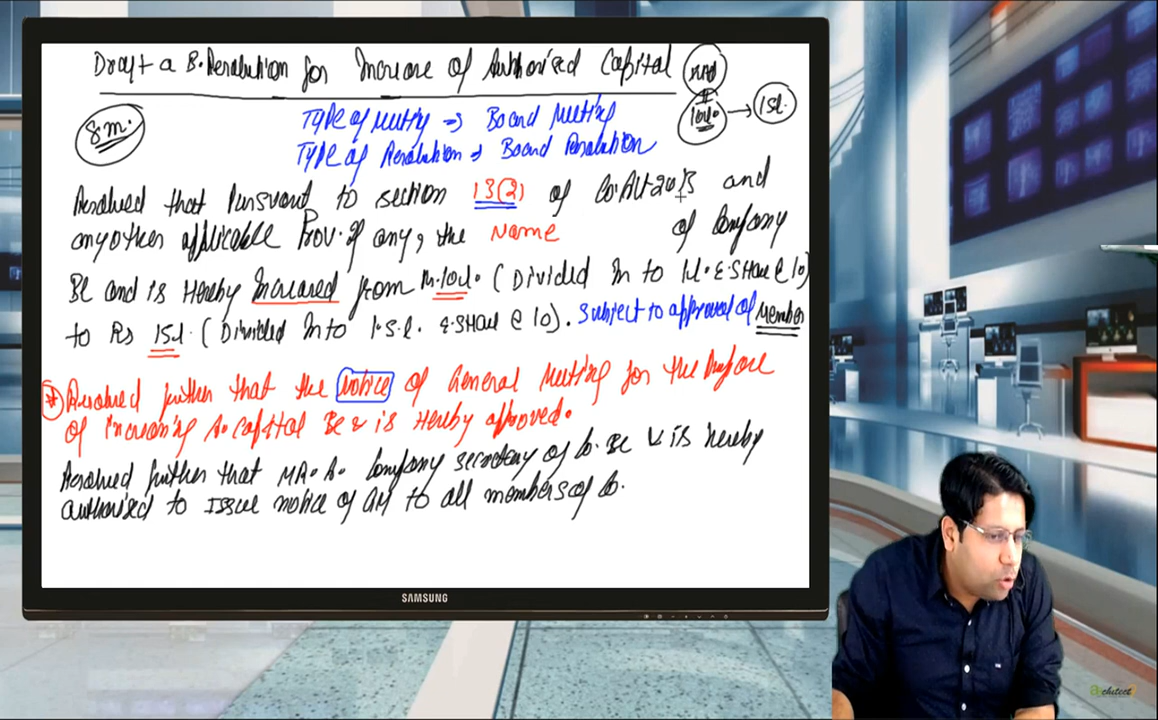 Draft a B. Resolution for Increase of Authorised Capital
10l. → 15l.
5m.
Type of Meeting ⇒ Board Meeting
Type of Resolution ⇒ Board Resolution
Resolved that Pursuant to section 13(2) of Co. Act 2013 and
any other applicable Prov. if any, the Name of Company
Be and is Hereby Increased from Rs. 10l. (Divided In to 1l. E. Share @ 10)
to Rs 15l. (Divided Into 1.5l. E. Share @ 10). Subject to approval of Member
Resolved further that the notice of General Meeting for the Purpose
of increasing A. capital Be & is Hereby approved.
Resolved further that MR. A. Company secretary of Co. Be & is hereby
authorised to Issue notice of GM to all members of Co.
SAMSUNG